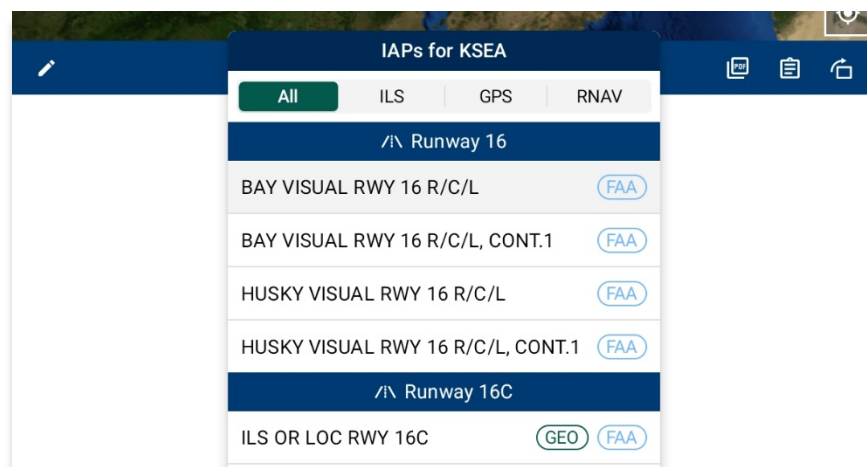 IAPs for KSEA
PDF
All ILS GPS RNAV
Runway 16
BAY VISUAL RWY 16 R/C/L FAA
BAY VISUAL RWY 16 R/C/L, CONT.1 FAA
HUSKY VISUAL RWY 16 R/C/L FAA
HUSKY VISUAL RWY 16 R/C/L, CONT.1 FAA
Runway 16C
ILS OR LOC RWY 16C GEO FAA